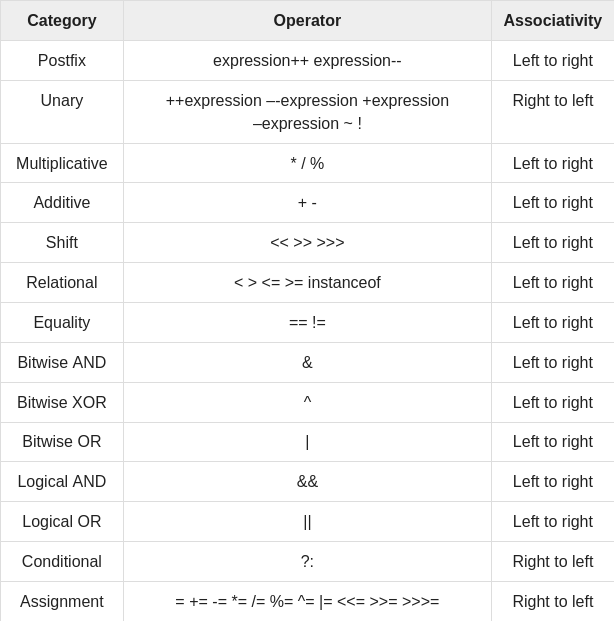 Category Operator Associativity
Postfix expression++ expression-- Left to right
Unary ++expression –-expression +expression Right to left
–expression ~ !
Multiplicative * / % Left to right
Additive + - Left to right
Shift << >> >>> Left to right
Relational < > <= >= instanceof Left to right
Equality == != Left to right
Bitwise AND & Left to right
Bitwise XOR ^ Left to right
Bitwise OR | Left to right
Logical AND && Left to right
Logical OR || Left to right
Conditional ?: Right to left
Assignment = += -= *= /= %= ^= |= <<= >>= >>>= Right to left